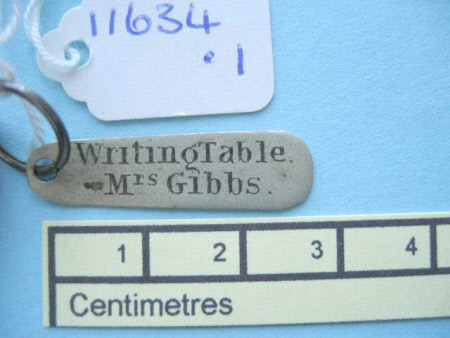 11634
.1
WritingTable.
-Mrs Gibbs.
1 2 3 4
Centimetres